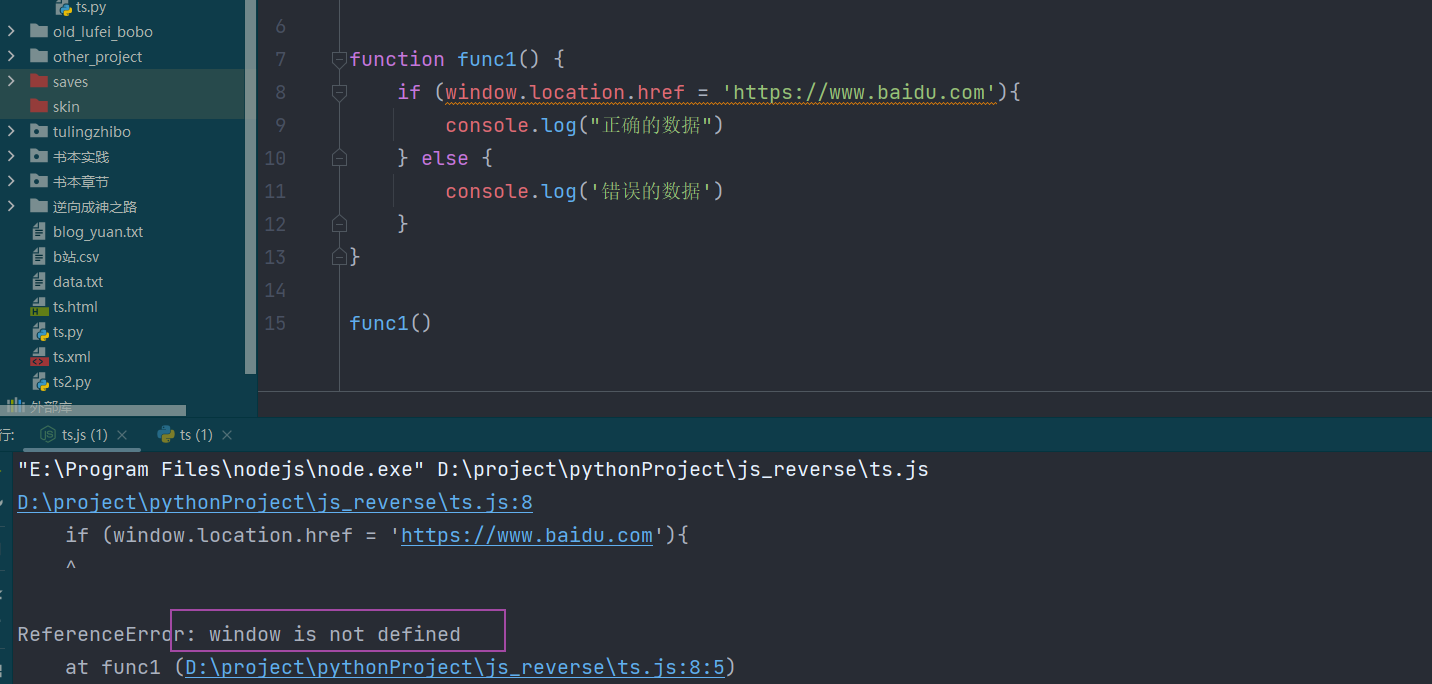 ts.py
old_lufei_bobo
other_project
saves
skin
tulingzhibo
书本实践
书本章节
逆向成神之路
blog_yuan.txt
b站.csv
data.txt
ts.html
ts.py
ts.xml
ts2.py
外部库
6
7 function func1() {
8 if (window.location.href = 'https://www.baidu.com'){
9 console.log("正确的数据")
10 } else {
11 console.log('错误的数据')
12 }
13 }
14
15 func1()
行: ts.js (1) ts (1)
"E:\Program Files\nodejs\node.exe" D:\project\pythonProject\js_reverse\ts.js
D:\project\pythonProject\js_reverse\ts.js:8
if (window.location.href = 'https://www.baidu.com'){
^
ReferenceError: window is not defined
at func1 (D:\project\pythonProject\js_reverse\ts.js:8:5)